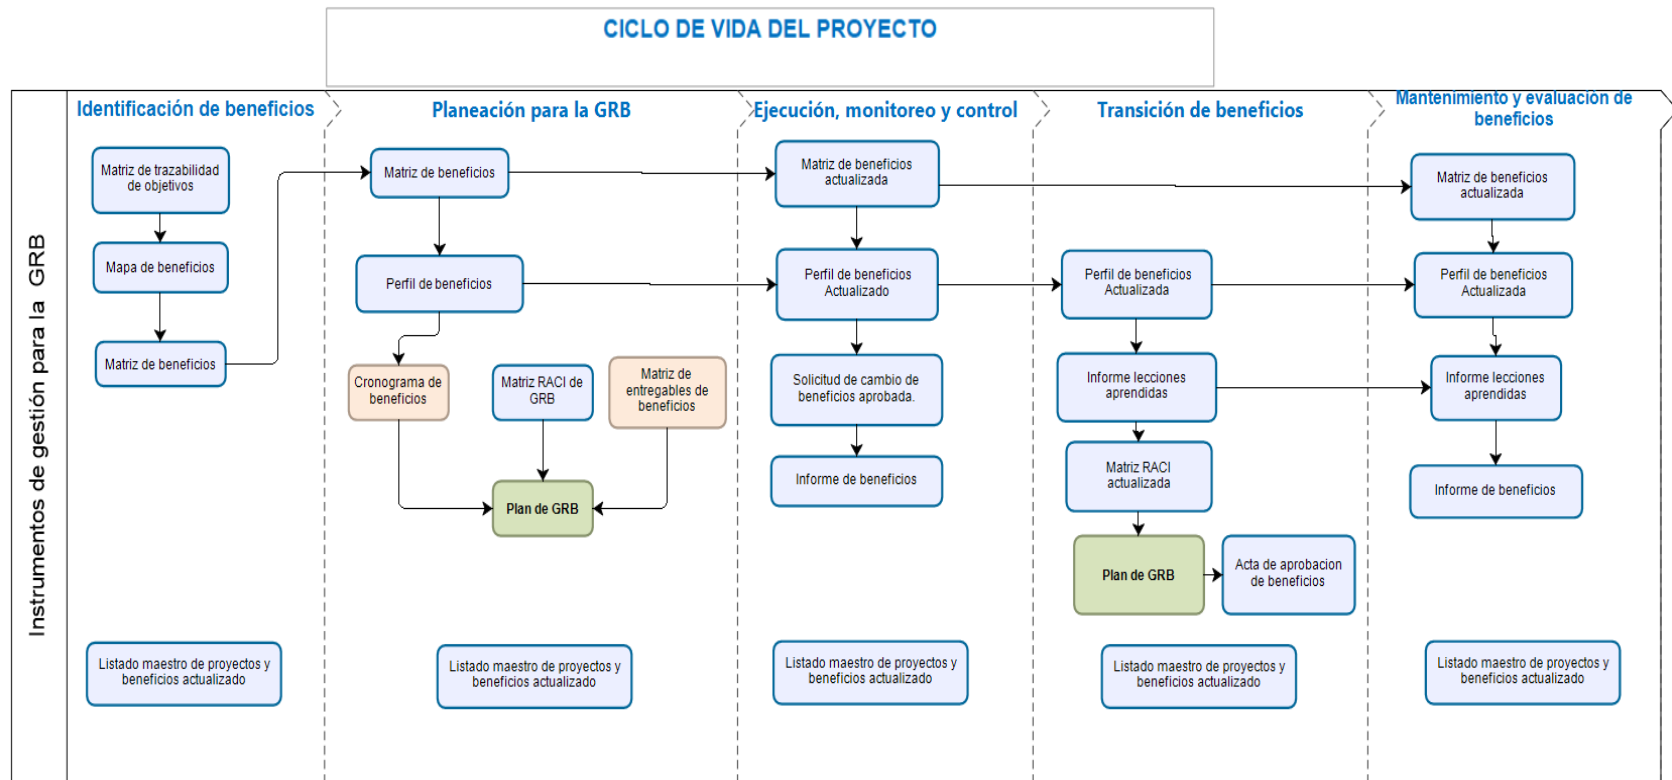 CICLO DE VIDA DEL PROYECTO
Instrumentos de gestión para la GRB
Identificación de beneficios
Matriz de trazabilidad
de objetivos
Mapa de beneficios
Matriz de beneficios
Listado maestro de proyectos y
beneficios actualizado
Planeación para la GRB
Matriz de beneficios
Perfil de beneficios
Cronograma de
beneficios
Matriz RACI de
GRB
Matriz de
entregables de
beneficios
Plan de GRB
Listado maestro de proyectos y
beneficios actualizado
Ejecución, monitoreo y control
Matriz de beneficios
actualizada
Perfil de beneficios
Actualizado
Solicitud de cambio de
beneficios aprobada.
Informe de beneficios
Listado maestro de proyectos y
beneficios actualizado
Transición de beneficios
Perfil de beneficios
Actualizada
Informe lecciones
aprendidas
Matriz RACI
actualizada
Plan de GRB
Acta de aprobacion
de beneficios
Listado maestro de proyectos y
beneficios actualizado
Mantenimiento y evaluación de
beneficios
Matriz de beneficios
actualizada
Perfil de beneficios
Actualizada
Informe lecciones
aprendidas
Informe de beneficios
Listado maestro de proyectos y
beneficios actualizado